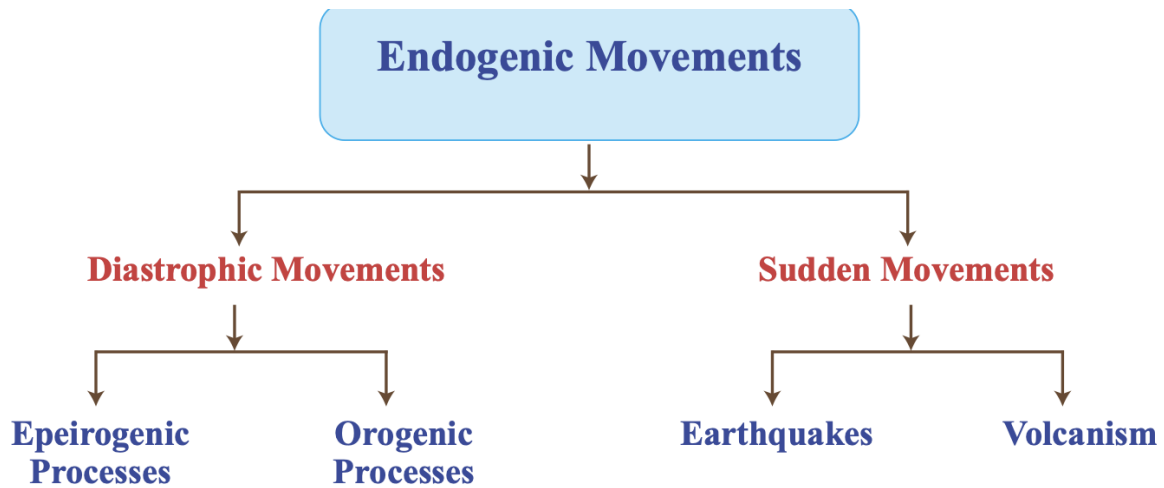 Endogenic Movements
Diastrophic Movements
Sudden Movements
Epeirogenic
Processes
Orogenic
Processes
Earthquakes
Volcanism